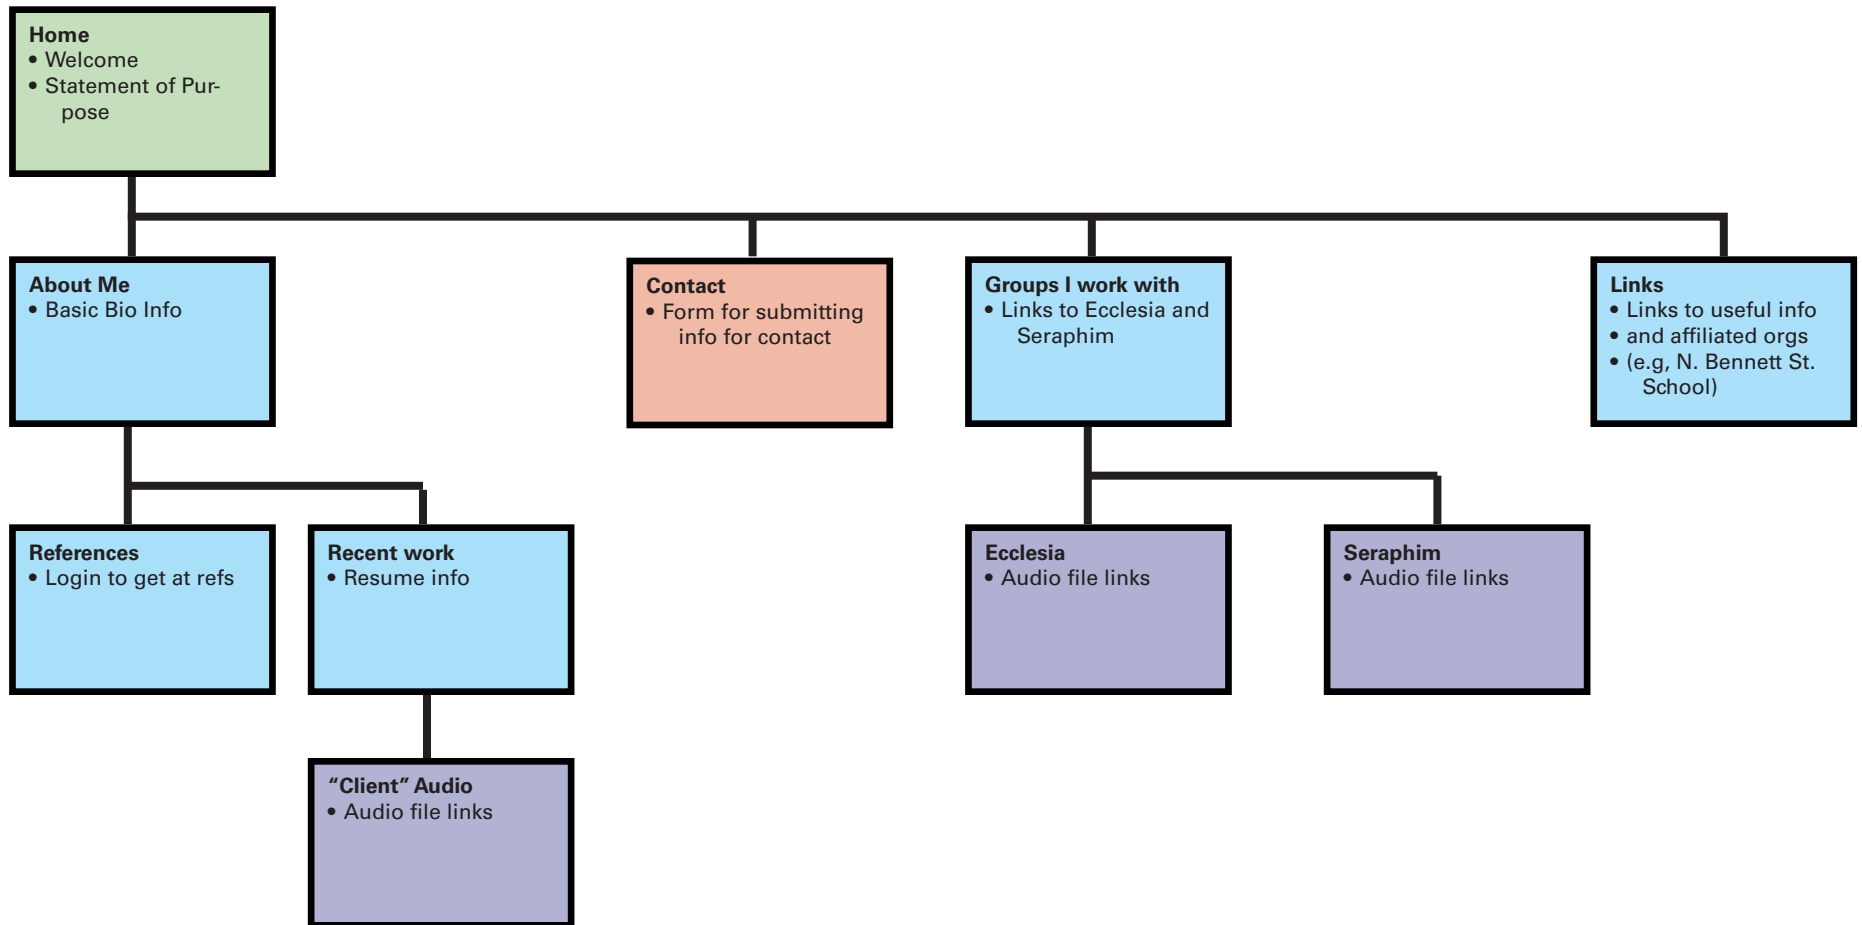 Home
• Welcome
• Statement of Pur-
pose
About Me
• Basic Bio Info
Contact
• Form for submitting
info for contact
Groups I work with
• Links to Ecclesia and
Seraphim
Links
• Links to useful info
• and affiliated orgs
• (e.g, N. Bennett St.
School)
References
• Login to get at refs
Recent work
• Resume info
Ecclesia
• Audio file links
Seraphim
• Audio file links
“Client” Audio
• Audio file links